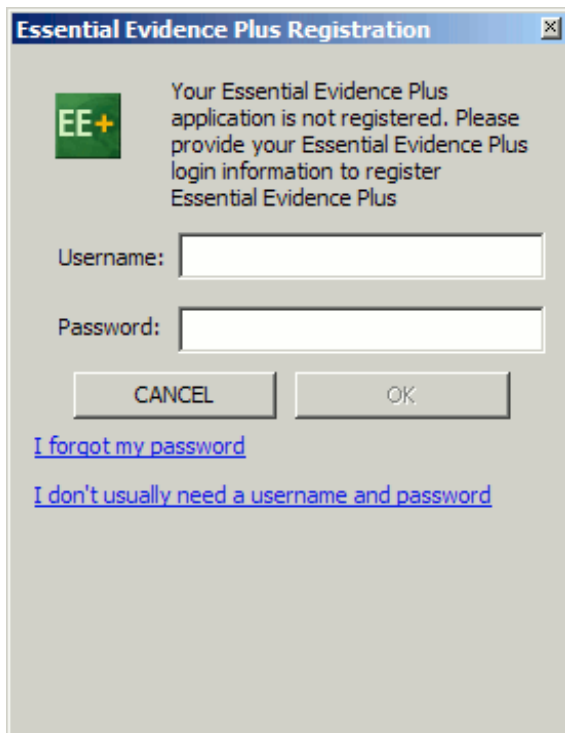 Essential Evidence Plus Registration
EE+
Your Essential Evidence Plus
application is not registered. Please
provide your Essential Evidence Plus
login information to register
Essential Evidence Plus
Username:
Password:
CANCEL OK
I forgot my password
I don't usually need a username and password